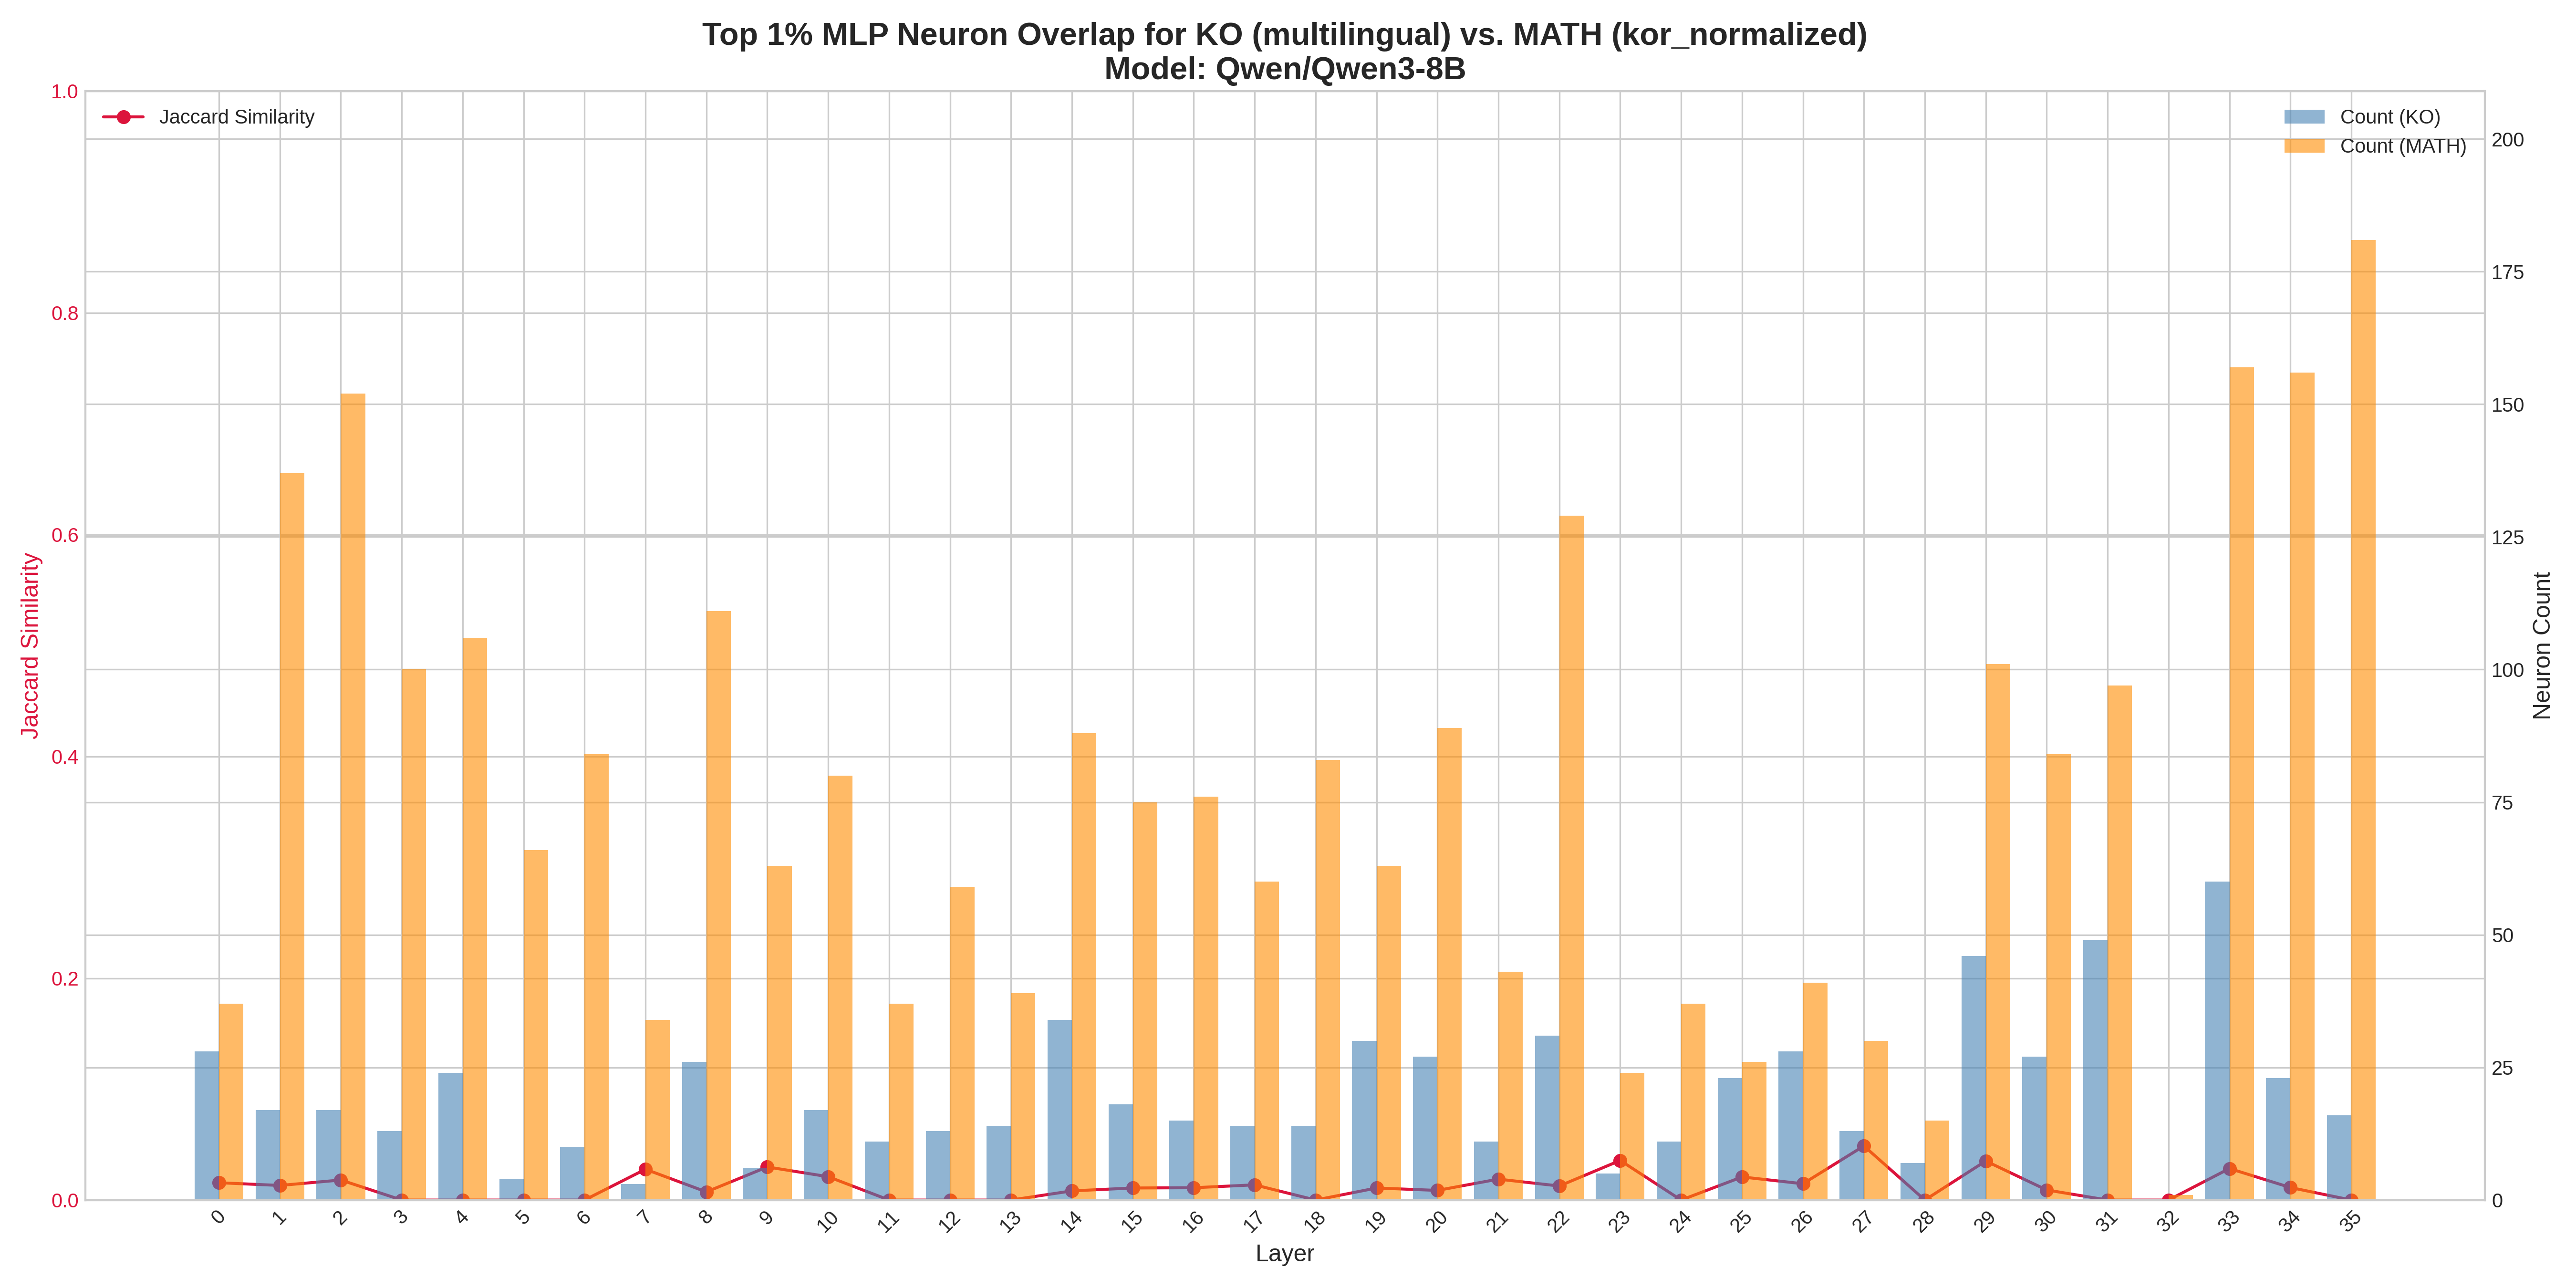 Top 1% MLP Neuron Overlap for KO (multilingual) vs. MATH (kor_normalized)
Model: Qwen/Qwen3-8B
Jaccard Similarity
Count (KO)
Count (MATH)
1.0
0.8
0.6
0.4
0.2
0.0
Jaccard Similarity
200
175
150
125
100
75
50
25
0
Neuron Count
0 1 2 3 4 5 6 7 8 9 10 11 12 13 14 15 16 17 18 19 20 21 22 23 24 25 26 27 28 29 30 31 32 33 34 35
Layer